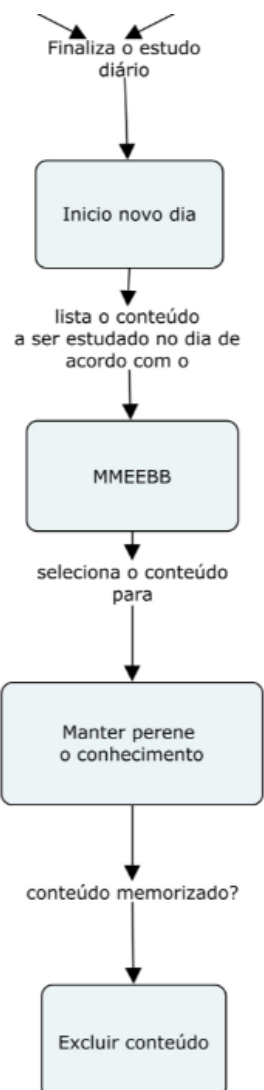 Finaliza o estudo
diário
Inicio novo dia
lista o conteúdo
a ser estudado no dia de
acordo com o
MMEEBB
seleciona o conteúdo
para
Manter perene
o conhecimento
conteúdo memorizado?
Excluir conteúdo